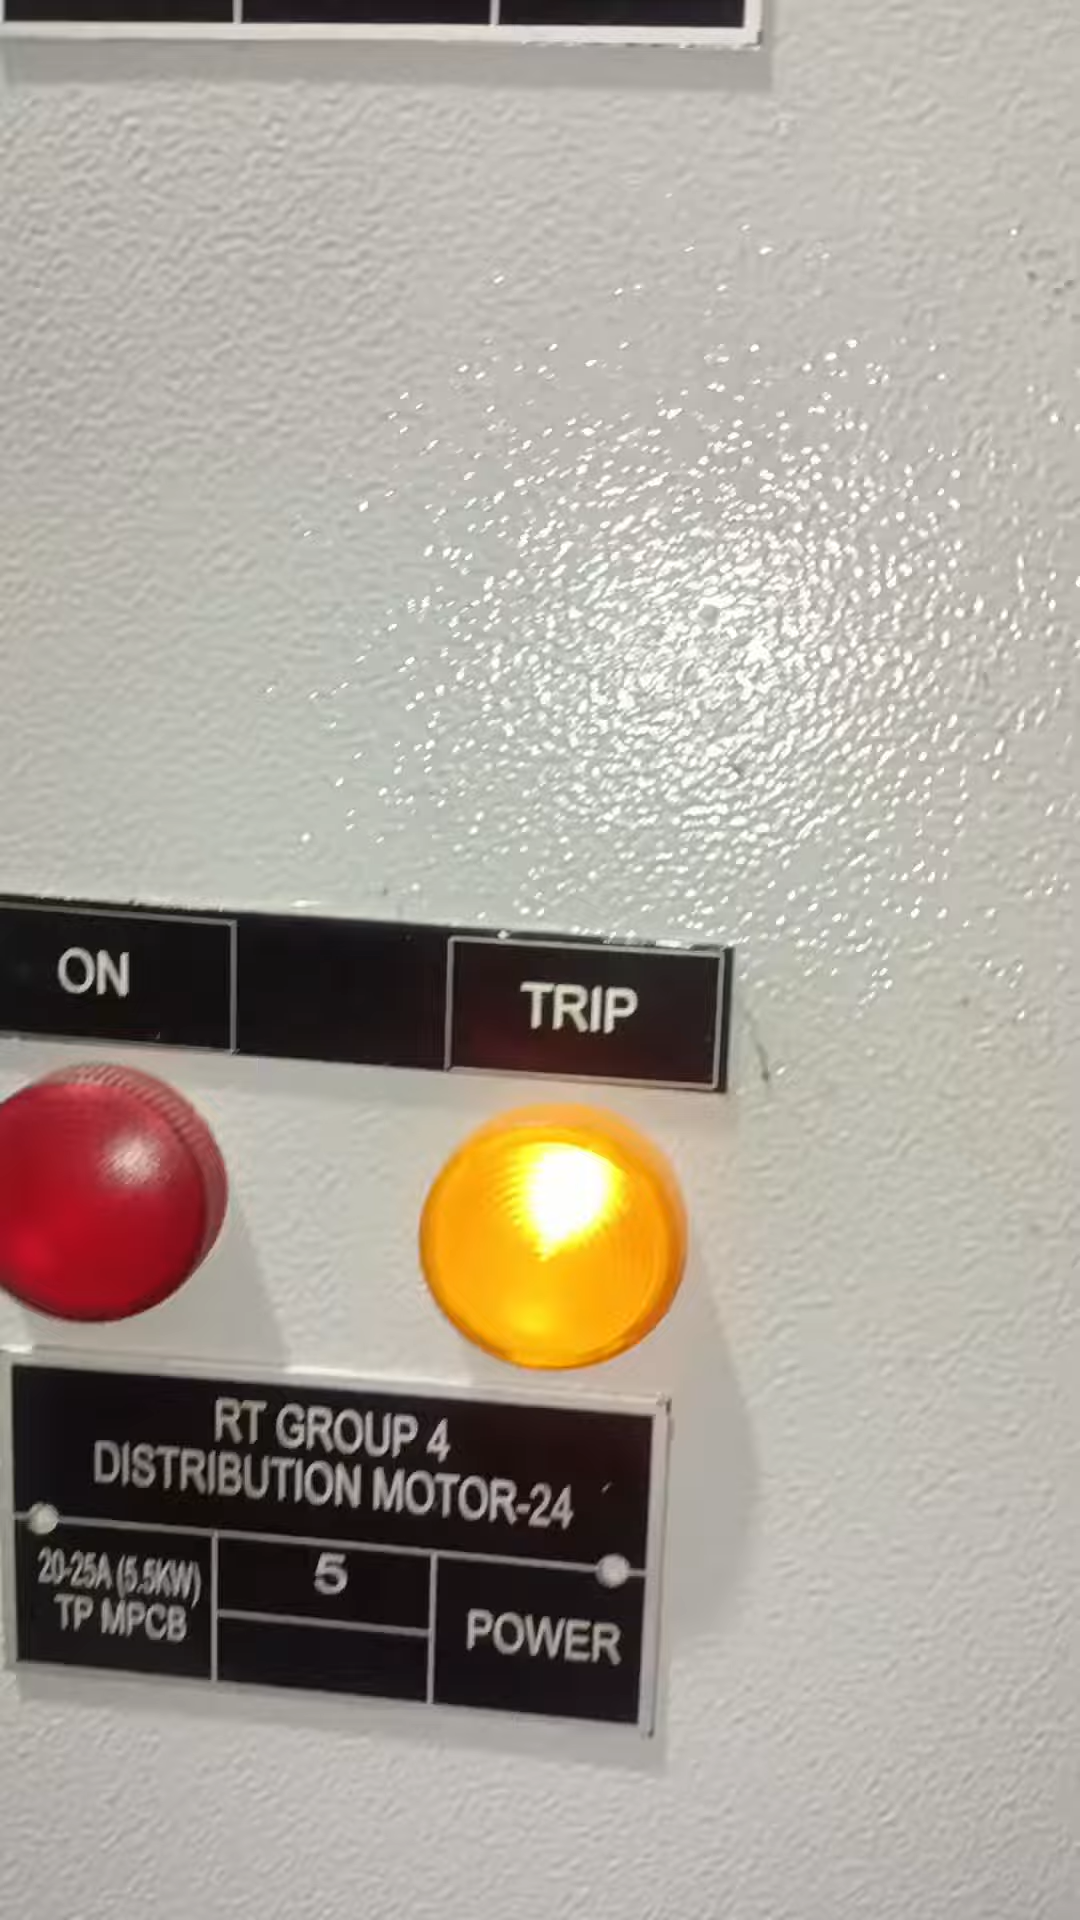 ON
TRIP
RT GROUP 4
DISTRIBUTION MOTOR-24
20-25A (5.5KW)
TP MPCB
5
POWER